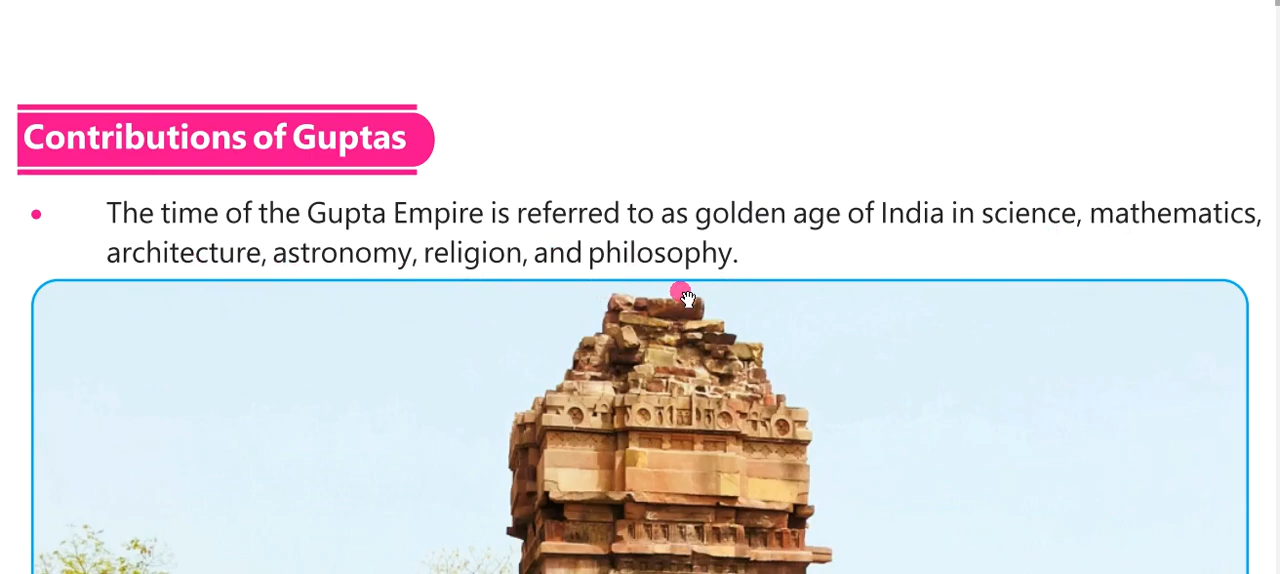 Contributions of Guptas
The time of the Gupta Empire is referred to as golden age of India in science, mathematics,
architecture, astronomy, religion, and philosophy.